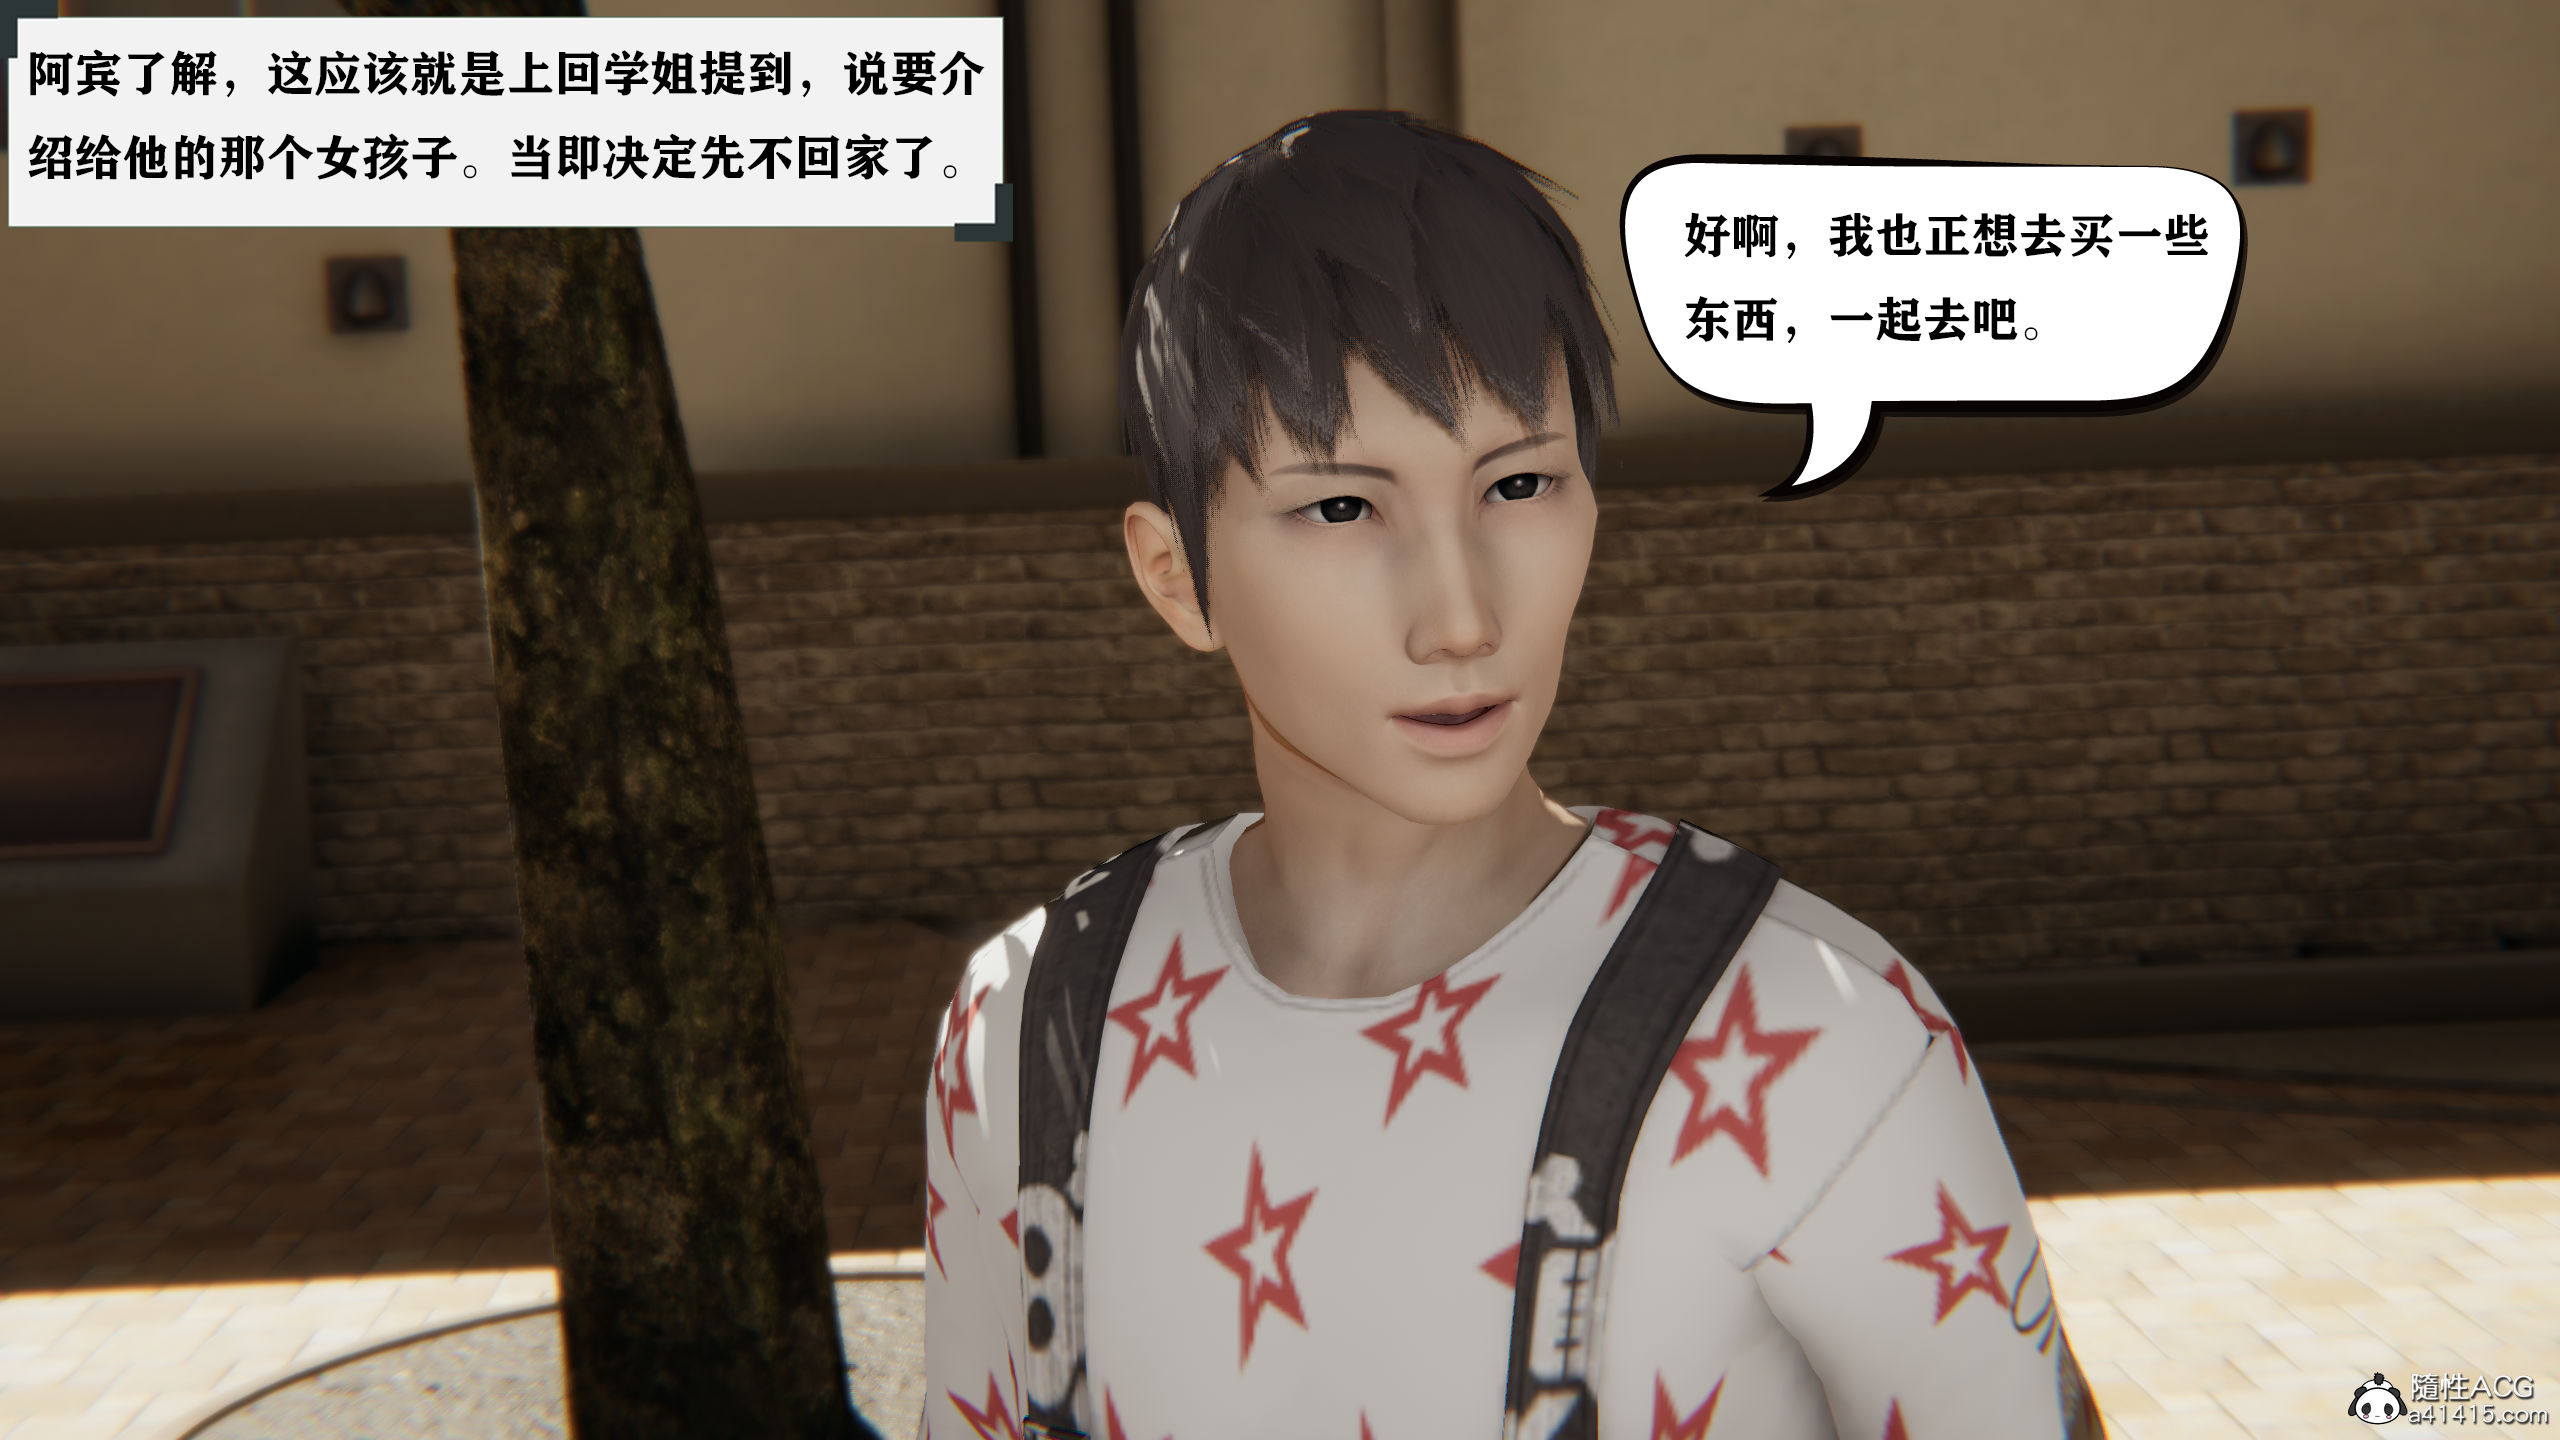 阿宾了解，这应该就是上回学姐提到，说要介
绍给他的那个女孩子。当即决定先不回家了。
好啊，我也正想去买一些
东西，一起去吧。
隨性ACG
a41415.com